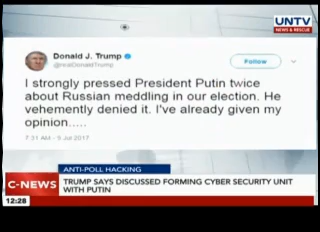 UNTV
NEWS & RESCUE
Donald J. Trump
@realDonaldTrump
Follow
I strongly pressed President Putin twice
about Russian meddling in our election. He
vehemently denied it. I've already given my
opinion.....
7:31 AM - 9 Jul 2017
ANTI-POLL HACKING
C-NEWS
TRUMP SAYS DISCUSSED FORMING CYBER SECURITY UNIT
WITH PUTIN
12:28